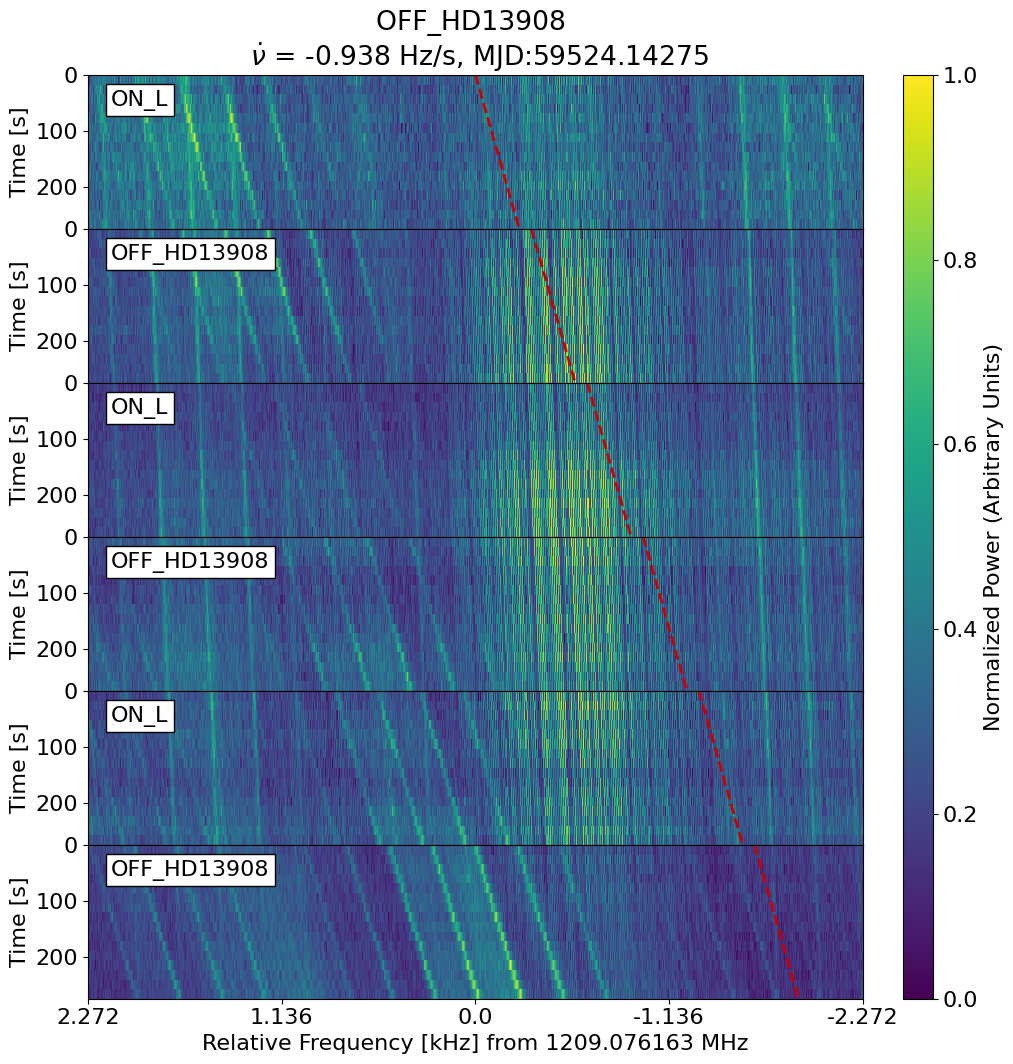 OFF_HD13908
ν̇ = -0.938 Hz/s, MJD:59524.14275
ON_L
OFF_HD13908
ON_L
OFF_HD13908
ON_L
OFF_HD13908
Time [s]
0
100
200
Time [s]
0
100
200
Time [s]
0
100
200
Time [s]
0
100
200
Time [s]
0
100
200
Time [s]
0
100
200
2.272 1.136 0.0 -1.136 -2.272
Relative Frequency [kHz] from 1209.076163 MHz
1.0
0.8
0.6
0.4
0.2
0.0
Normalized Power (Arbitrary Units)